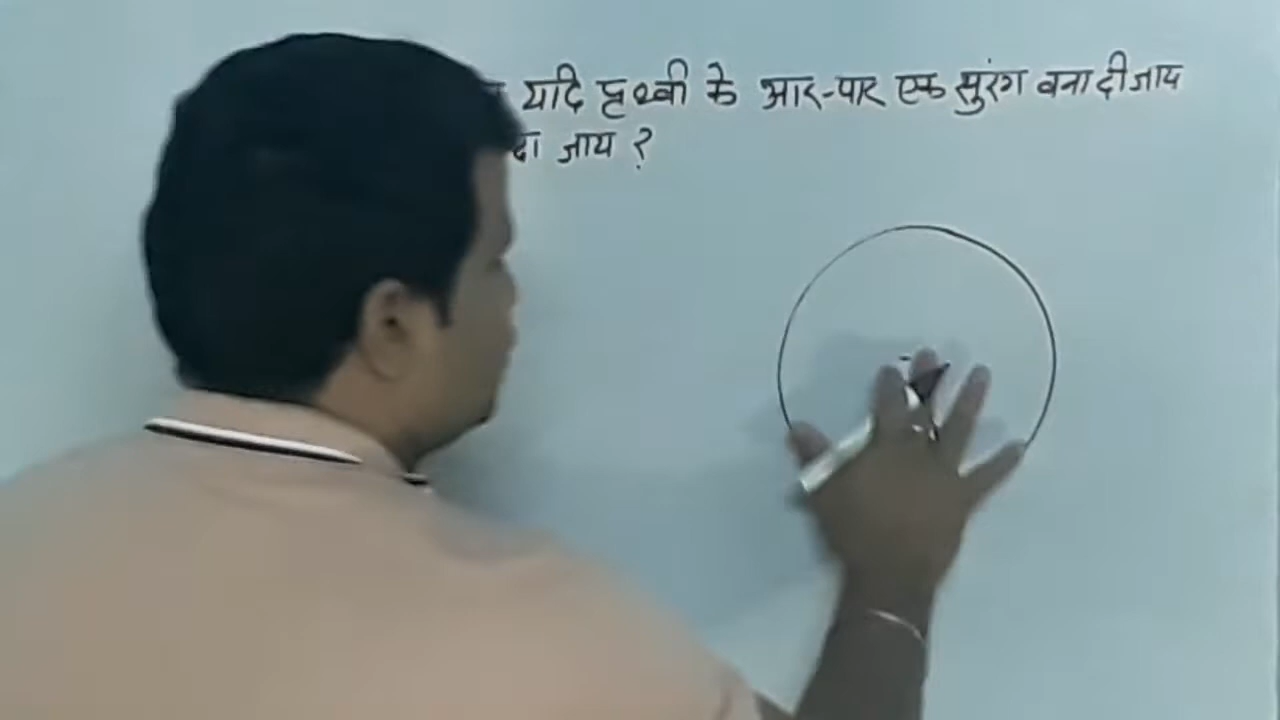 यदि पृथ्वी के आर-पार एक सुरंग बना दी जाय
जाय ?